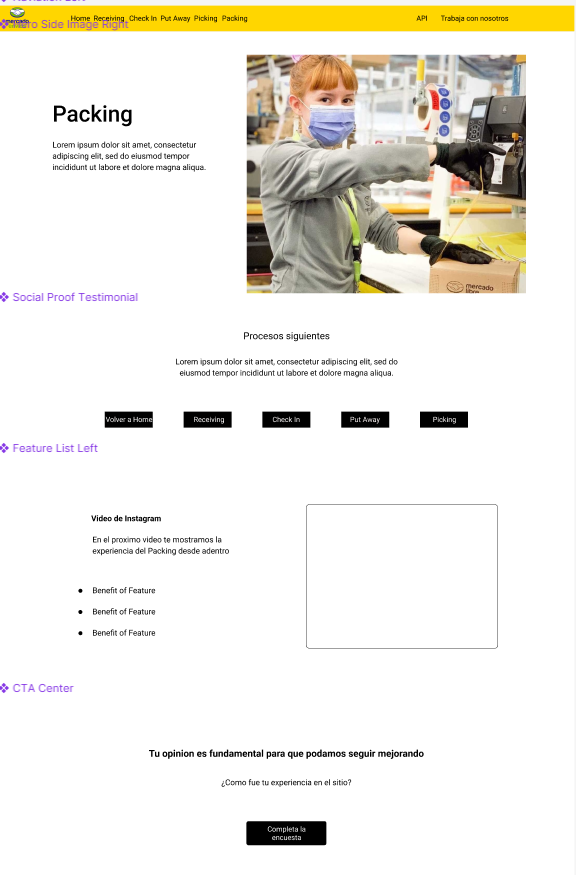 Navigation Left
mercado
Home Receiving Check In Put Away Picking Packing
API Trabaja con nosotros
Hero Side Image Right
Packing
Lorem ipsum dolor sit amet, consectetur
adipiscing elit, sed do eiusmod tempor
incididunt ut labore et dolore magna aliqua.
mercado
libre
Social Proof Testimonial
Procesos siguientes
Lorem ipsum dolor sit amet, consectetur adipiscing elit, sed do
eiusmod tempor incididunt ut labore et dolore magna aliqua.
Volver a Home Receiving Check In Put Away Picking
Feature List Left
Video de Instagram
En el proximo video te mostramos la
experiencia del Packing desde adentro
Benefit of Feature
Benefit of Feature
Benefit of Feature
CTA Center
Tu opinion es fundamental para que podamos seguir mejorando
¿Como fue tu experiencia en el sitio?
Completa la
encuesta